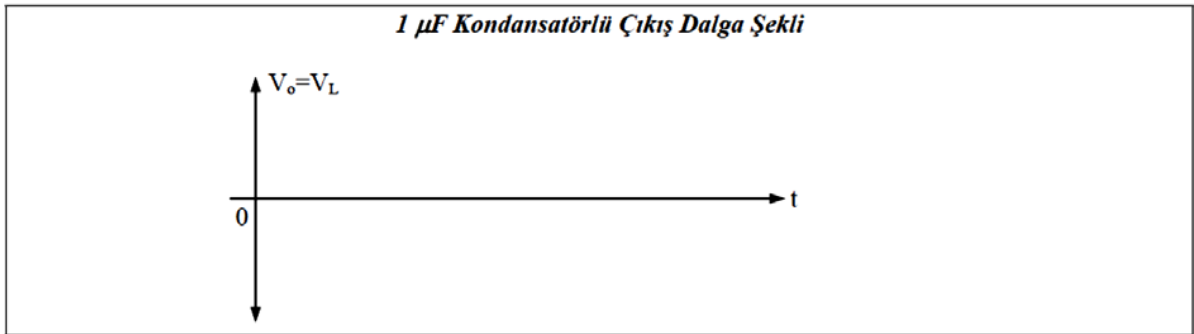 1 μF Kondansatörlü Çıkış Dalga Şekli
Vo=VL
t
0